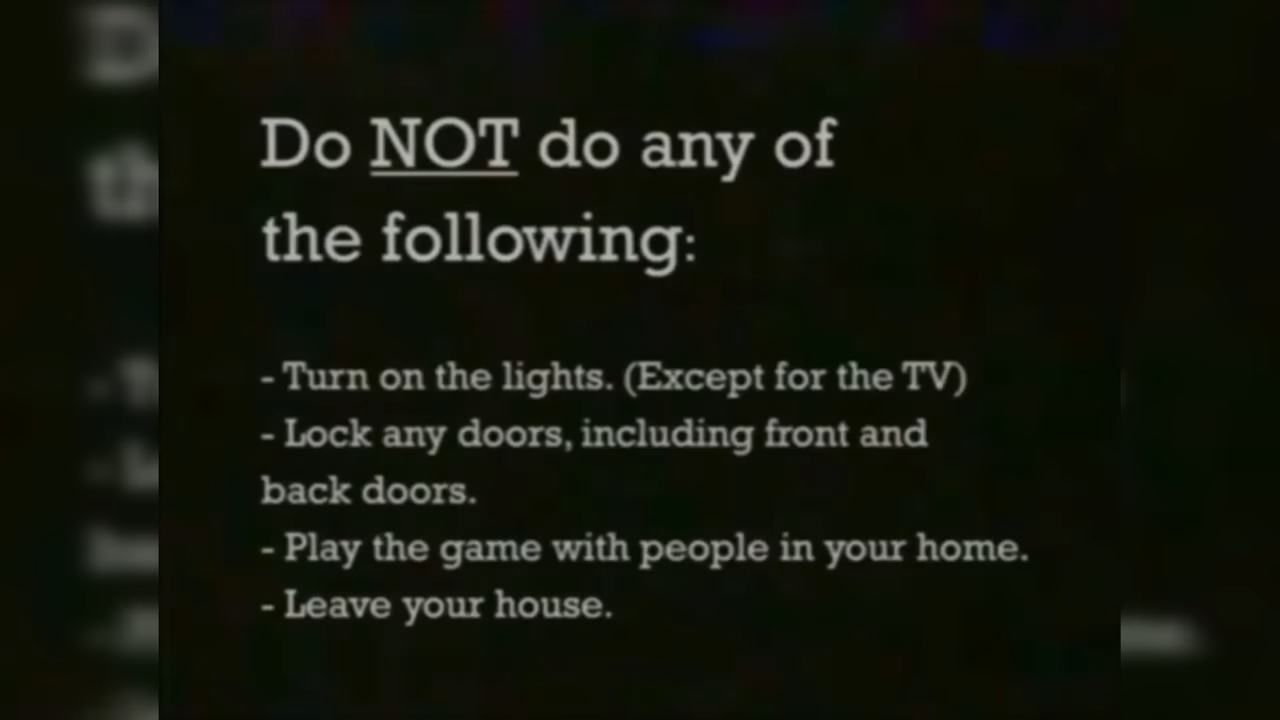 Do NOT do any of
the following:
- Turn on the lights. (Except for the TV)
- Lock any doors, including front and
back doors.
- Play the game with people in your home.
- Leave your house.